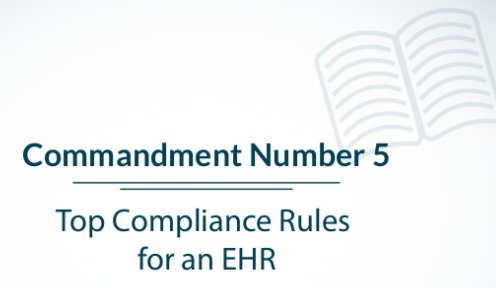 Commandment Number 5
Top Compliance Rules
for an EHR